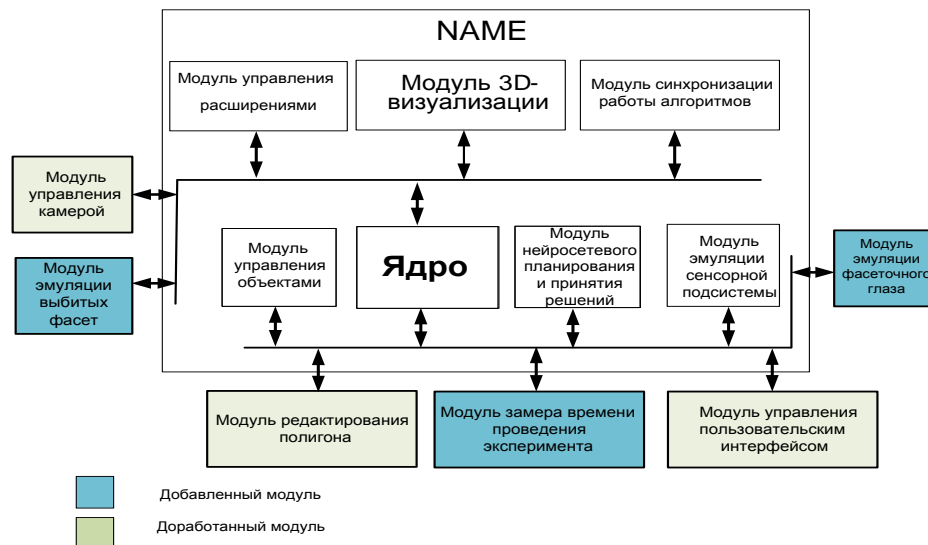 NAME
Модуль управления
расширениями
Модуль 3D-
визуализации
Модуль синхронизации
работы алгоритмов
Модуль
управления
камерой
Модуль
эмуляции
выбитых
фасет
Модуль
управления
объектами
Ядро
Модуль
нейросетевого
планирования
и принятия
решений
Модуль
эмуляции
сенсорной
подсистемы
Модуль
эмуляции
фасеточного
глаза
Модуль редактирования
полигона
Модуль замера времени
проведения
эксперимента
Модуль управления
пользовательским
интерфейсом
Добавленный модуль
Доработанный модуль